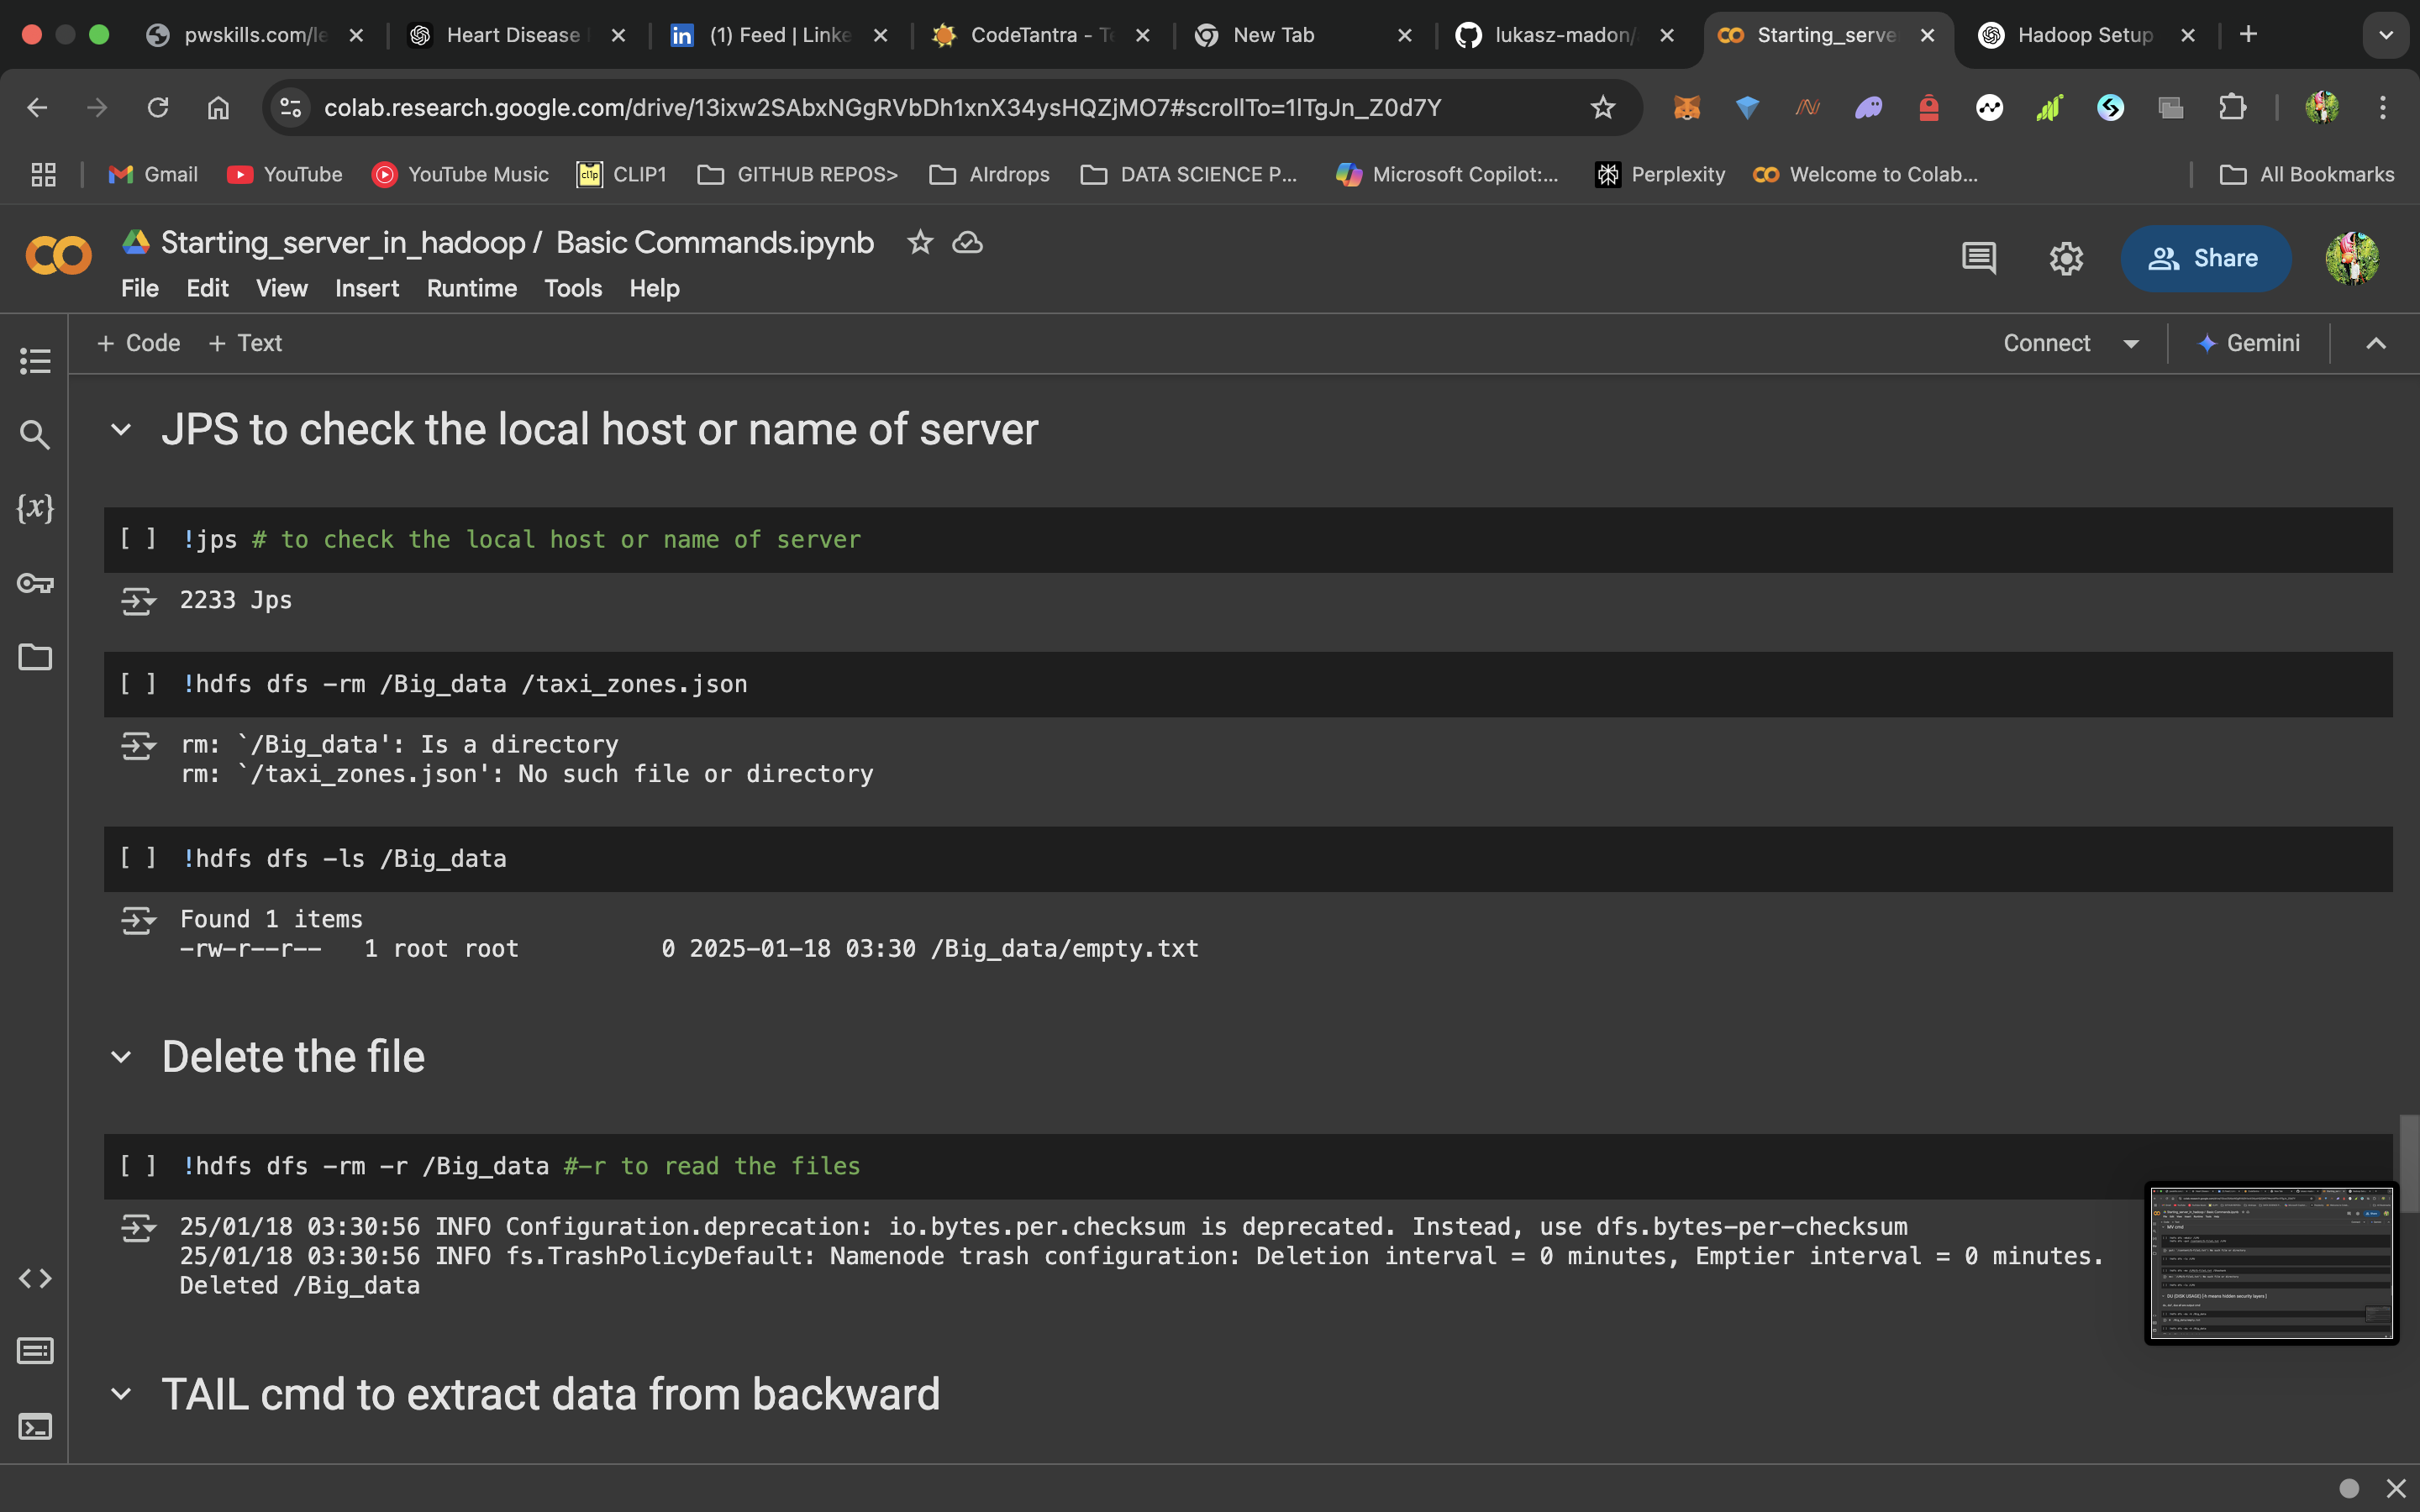 pwskills.com/le
Heart Disease
(1) Feed | Linke
CodeTantra - Te
New Tab
lukasz-madon/
Starting_serve
Hadoop Setup
colab.research.google.com/drive/13ixw2SAbxNGgRVbDh1xnX34ysHQZjMO7#scrollTo=1lTgJn_Z0d7Y
Gmail
YouTube
YouTube Music
CLIP1
GITHUB REPOS>
AIrdrops
DATA SCIENCE P...
Microsoft Copilot:...
Perplexity
Welcome to Colab...
All Bookmarks
Starting_server_in_hadoop / Basic Commands.ipynb
File Edit View Insert Runtime Tools Help
Share
+ Code + Text
Connect
Gemini
JPS to check the local host or name of server
[ ] !jps # to check the local host or name of server
2233 Jps
[ ] !hdfs dfs -rm /Big_data /taxi_zones.json
rm: `/Big_data': Is a directory
rm: `/taxi_zones.json': No such file or directory
[ ] !hdfs dfs -ls /Big_data
Found 1 items
-rw-r--r--   1 root root          0 2025-01-18 03:30 /Big_data/empty.txt
Delete the file
[ ] !hdfs dfs -rm -r /Big_data #-r to read the files
25/01/18 03:30:56 INFO Configuration.deprecation: io.bytes.per.checksum is deprecated. Instead, use dfs.bytes-per-checksum
25/01/18 03:30:56 INFO fs.TrashPolicyDefault: Namenode trash configuration: Deletion interval = 0 minutes, Emptier interval = 0 minutes.
Deleted /Big_data
TAIL cmd to extract data from backward